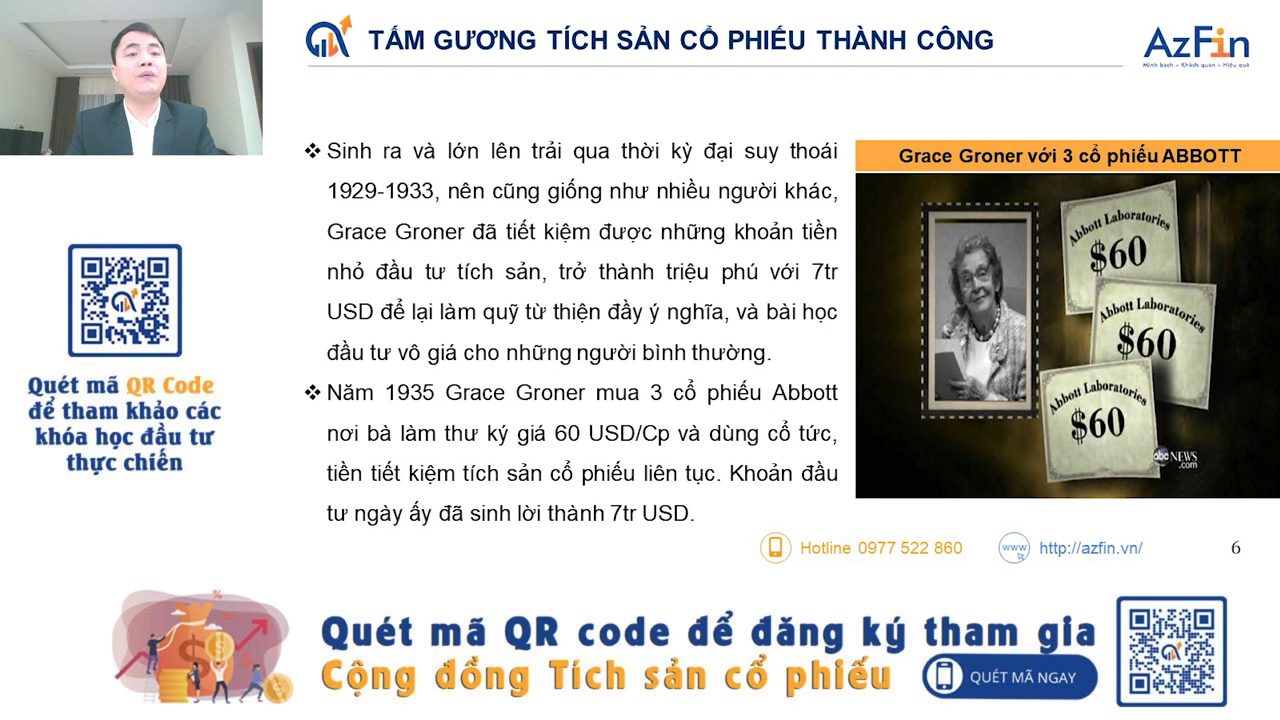 TẤM GƯƠNG TÍCH SẢN CỔ PHIẾU THÀNH CÔNG
AzFin
Minh bạch – Khách quan – Hiệu quả
Sinh ra và lớn lên trải qua thời kỳ đại suy thoái
1929-1933, nên cũng giống như nhiều người khác,
Grace Groner đã tiết kiệm được những khoản tiền
nhỏ đầu tư tích sản, trở thành triệu phú với 7tr
USD để lại làm quỹ từ thiện đầy ý nghĩa, và bài học
đầu tư vô giá cho những người bình thường.
Năm 1935 Grace Groner mua 3 cổ phiếu Abbott
nơi bà làm thư ký giá 60 USD/Cp và dùng cổ tức,
tiền tiết kiệm tích sản cổ phiếu liên tục. Khoản đầu
tư ngày ấy đã sinh lời thành 7tr USD.
Grace Groner với 3 cổ phiếu ABBOTT
Abbott Laboratories
$60
Abbott Laboratories
$60
Abbott Laboratories
$60
abc NEWS
.com
Quét mã QR Code
để tham khảo các
khóa học đầu tư
thực chiến
Hotline 0977 522 860
www
http://azfin.vn/
6
Quét mã QR code để đăng ký tham gia
Cộng đồng Tích sản cổ phiếu
QUÉT MÃ NGAY